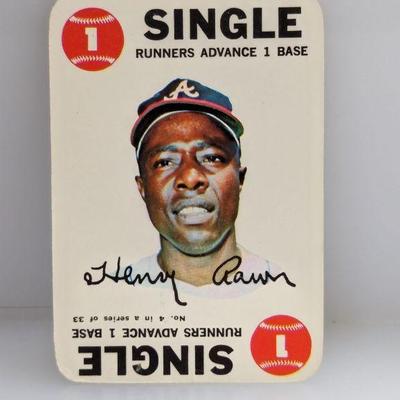 1
SINGLE
RUNNERS ADVANCE 1 BASE
A
Henry Aaron
No. 4 in a series of 33
RUNNERS ADVANCE 1 BASE
SINGLE
1